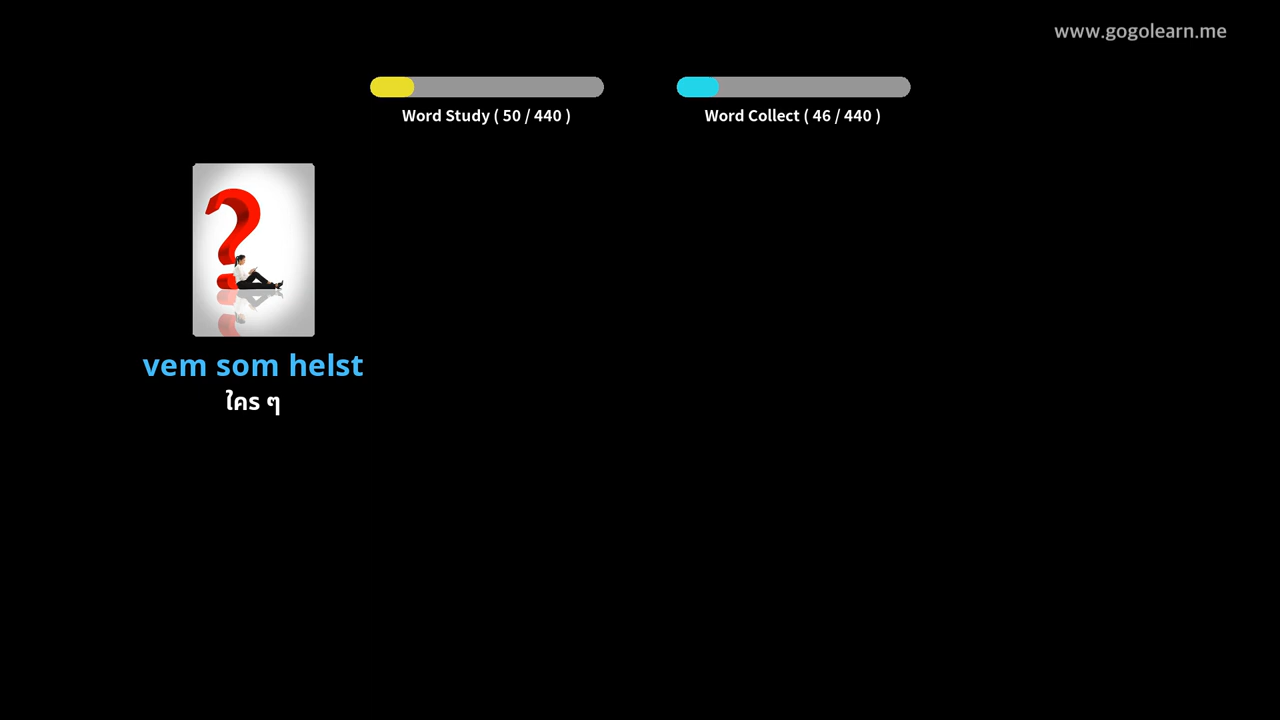 www.gogolearn.me
Word Study ( 50 / 440 )
Word Collect ( 46 / 440 )
vem som helst
ใคร ๆ